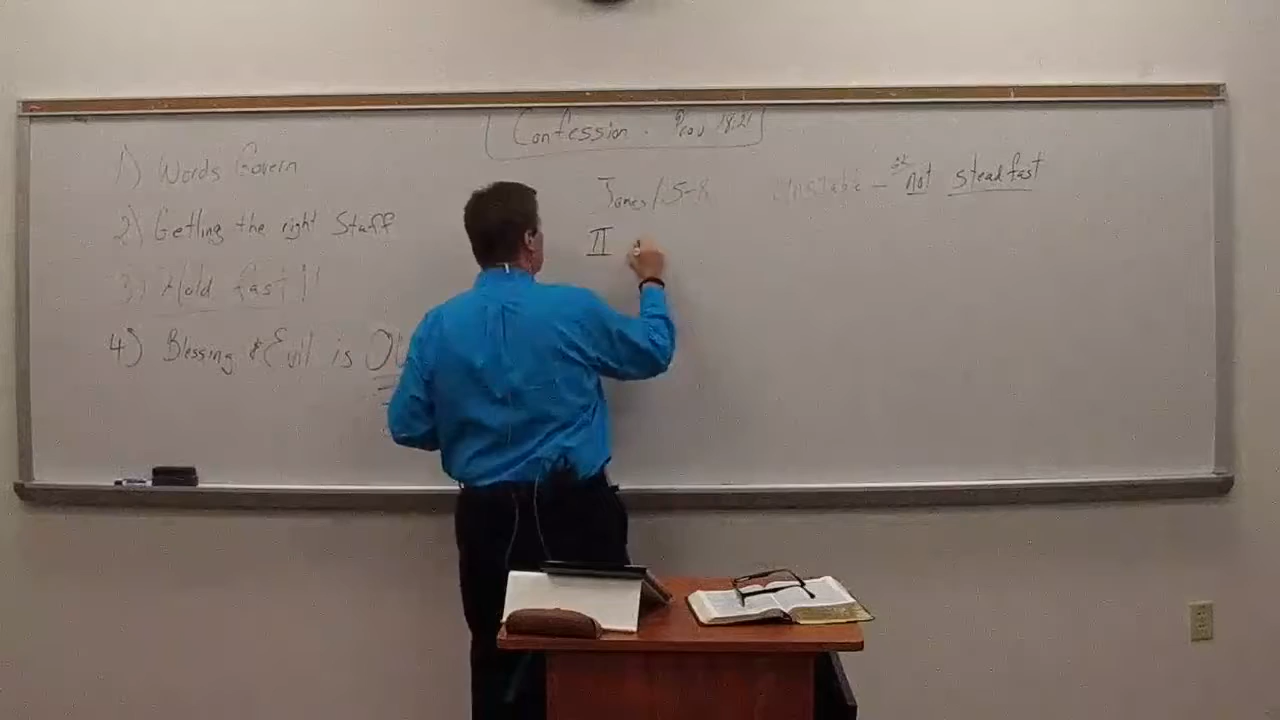 Confession. Prov 18:21
1) Words Govern
2) Getting the right Stuff
3) Hold fast!!
4) Blessing & Evil is
James 1:5-8
Unstable - not steadfast
II